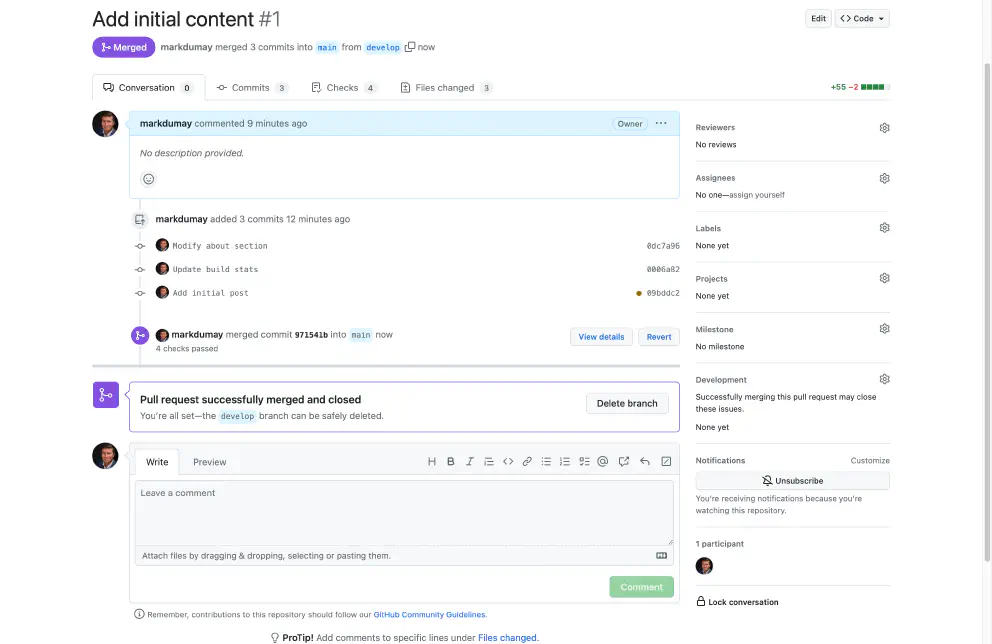 Add initial content #1
Edit
Code
Merged
markdumay merged 3 commits into main from develop now
Conversation 0
Commits 3
Checks 4
Files changed 3
+55 −2
markdumay commented 9 minutes ago
Owner
No description provided.
markdumay added 3 commits 12 minutes ago
Modify about section
0dc7a96
Update build stats
0006a82
Add initial post
09bddc2
markdumay merged commit 971541b into main now
4 checks passed
View details
Revert
Pull request successfully merged and closed
You're all set—the develop branch can be safely deleted.
Delete branch
Write
Preview
Leave a comment
Attach files by dragging & dropping, selecting or pasting them.
Comment
Remember, contributions to this repository should follow our GitHub Community Guidelines.
ProTip! Add comments to specific lines under Files changed.
Reviewers
No reviews
Assignees
No one—assign yourself
Labels
None yet
Projects
None yet
Milestone
No milestone
Development
Successfully merging this pull request may close
these issues.
None yet
Notifications
Customize
Unsubscribe
You're receiving notifications because you're
watching this repository.
1 participant
Lock conversation